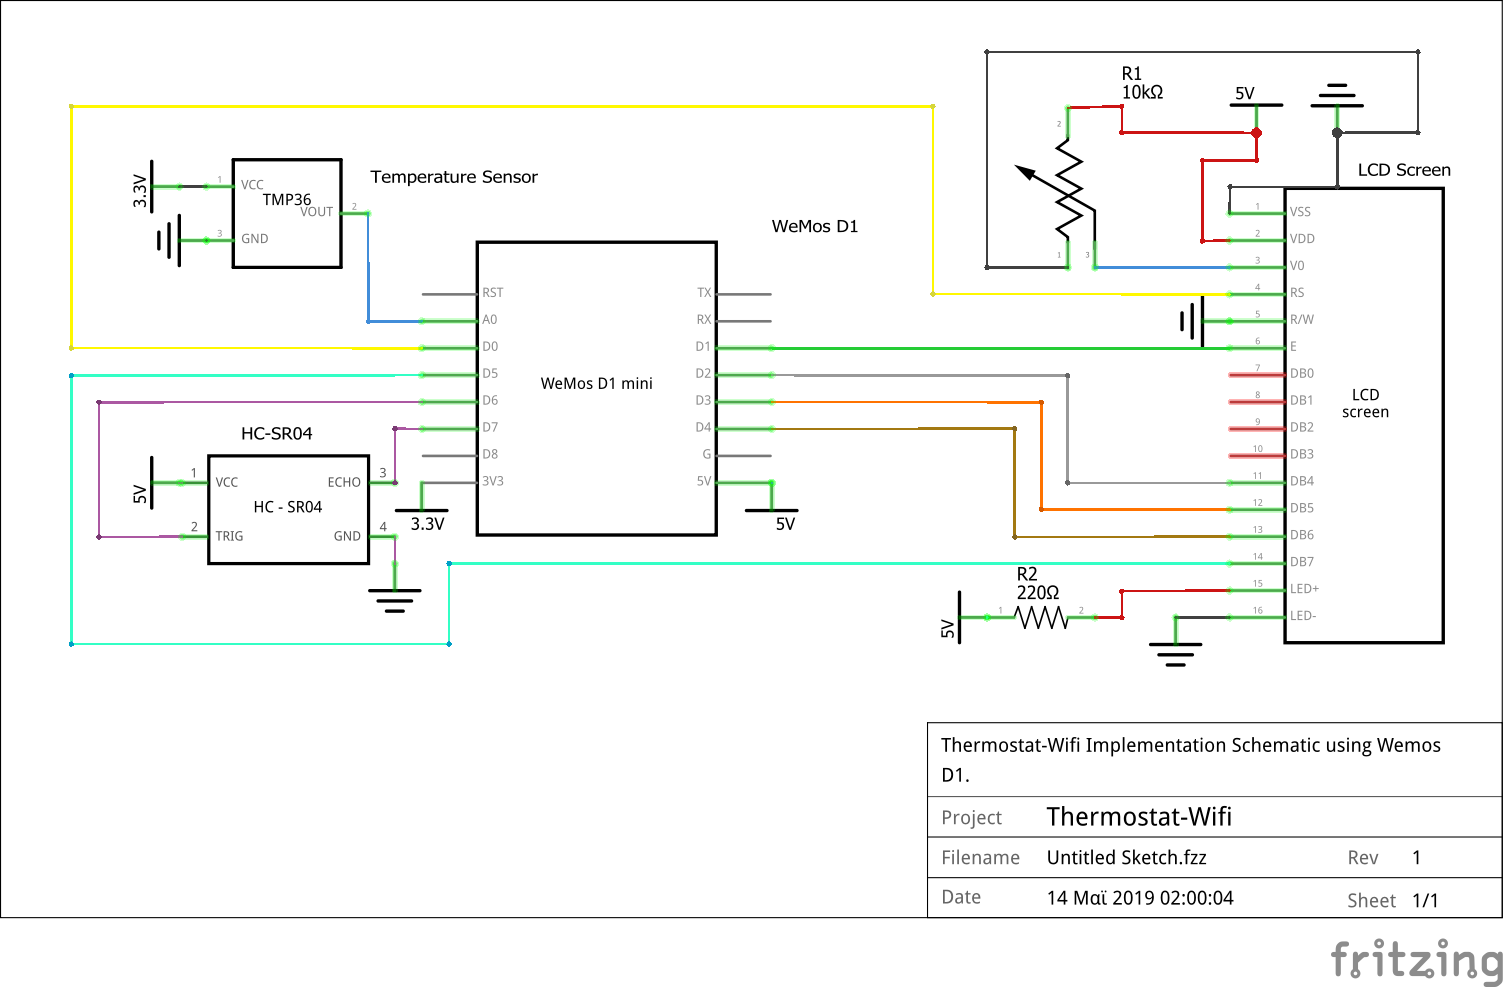 R1
10kΩ
5V
2
1
3
LCD Screen
3.3V
1
VCC
TMP36
VOUT
2
3
GND
Temperature Sensor
WeMos D1
RST
A0
D0
D5
D6
D7
D8
3V3
3.3V
WeMos D1 mini
TX
RX
D1
D2
D3
D4
G
5V
5V
HC-SR04
5V
1
VCC
2
TRIG
HC - SR04
ECHO
3
GND
4
1
VSS
2
VDD
3
V0
4
RS
5
R/W
6
E
7
DB0
8
DB1
9
DB2
10
DB3
11
DB4
12
DB5
13
DB6
14
DB7
15
LED+
16
LED-
LCD
screen
R2
220Ω
5V
1
2
Thermostat-Wifi Implementation Schematic using Wemos
D1.
Project Thermostat-Wifi
Filename Untitled Sketch.fzz Rev 1
Date 14 Μαϊ 2019 02:00:04 Sheet 1/1
fritzing